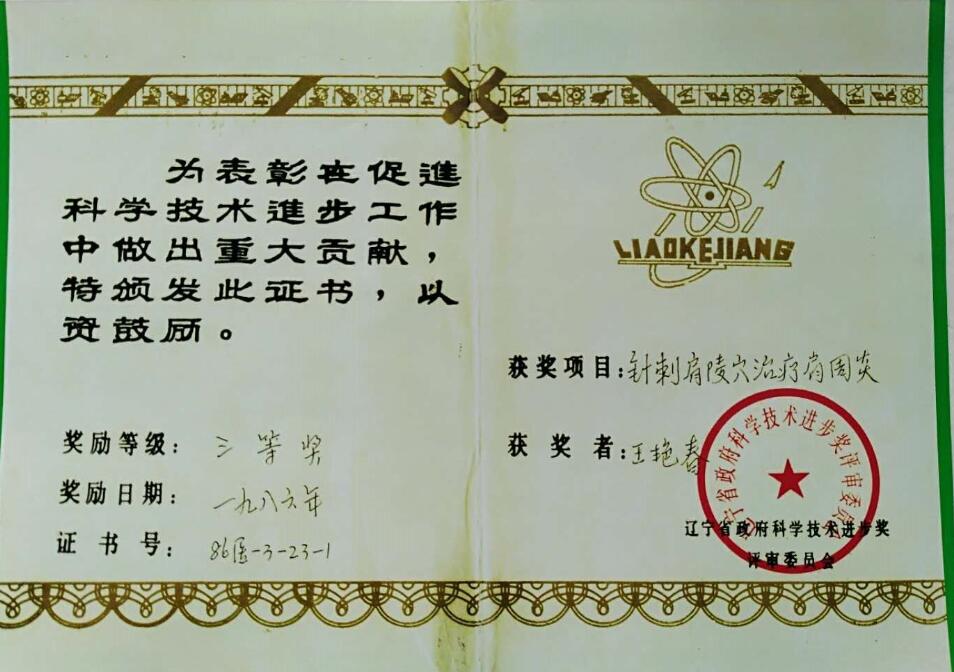 为表彰在促進
科学技术進步工作
中做出重大贡献，
特颁发此证书，以
资鼓励。
奖励等级：三等奖
奖励日期：一九八六年
证书号：86医-3-23-1
LIAOKEJIANG
获奖项目：针刺肩陵穴治疗肩周炎
获奖者：王艳春
辽宁省政府科学技术进步奖评审委员会
辽宁省政府科学技术进步奖
评审委员会